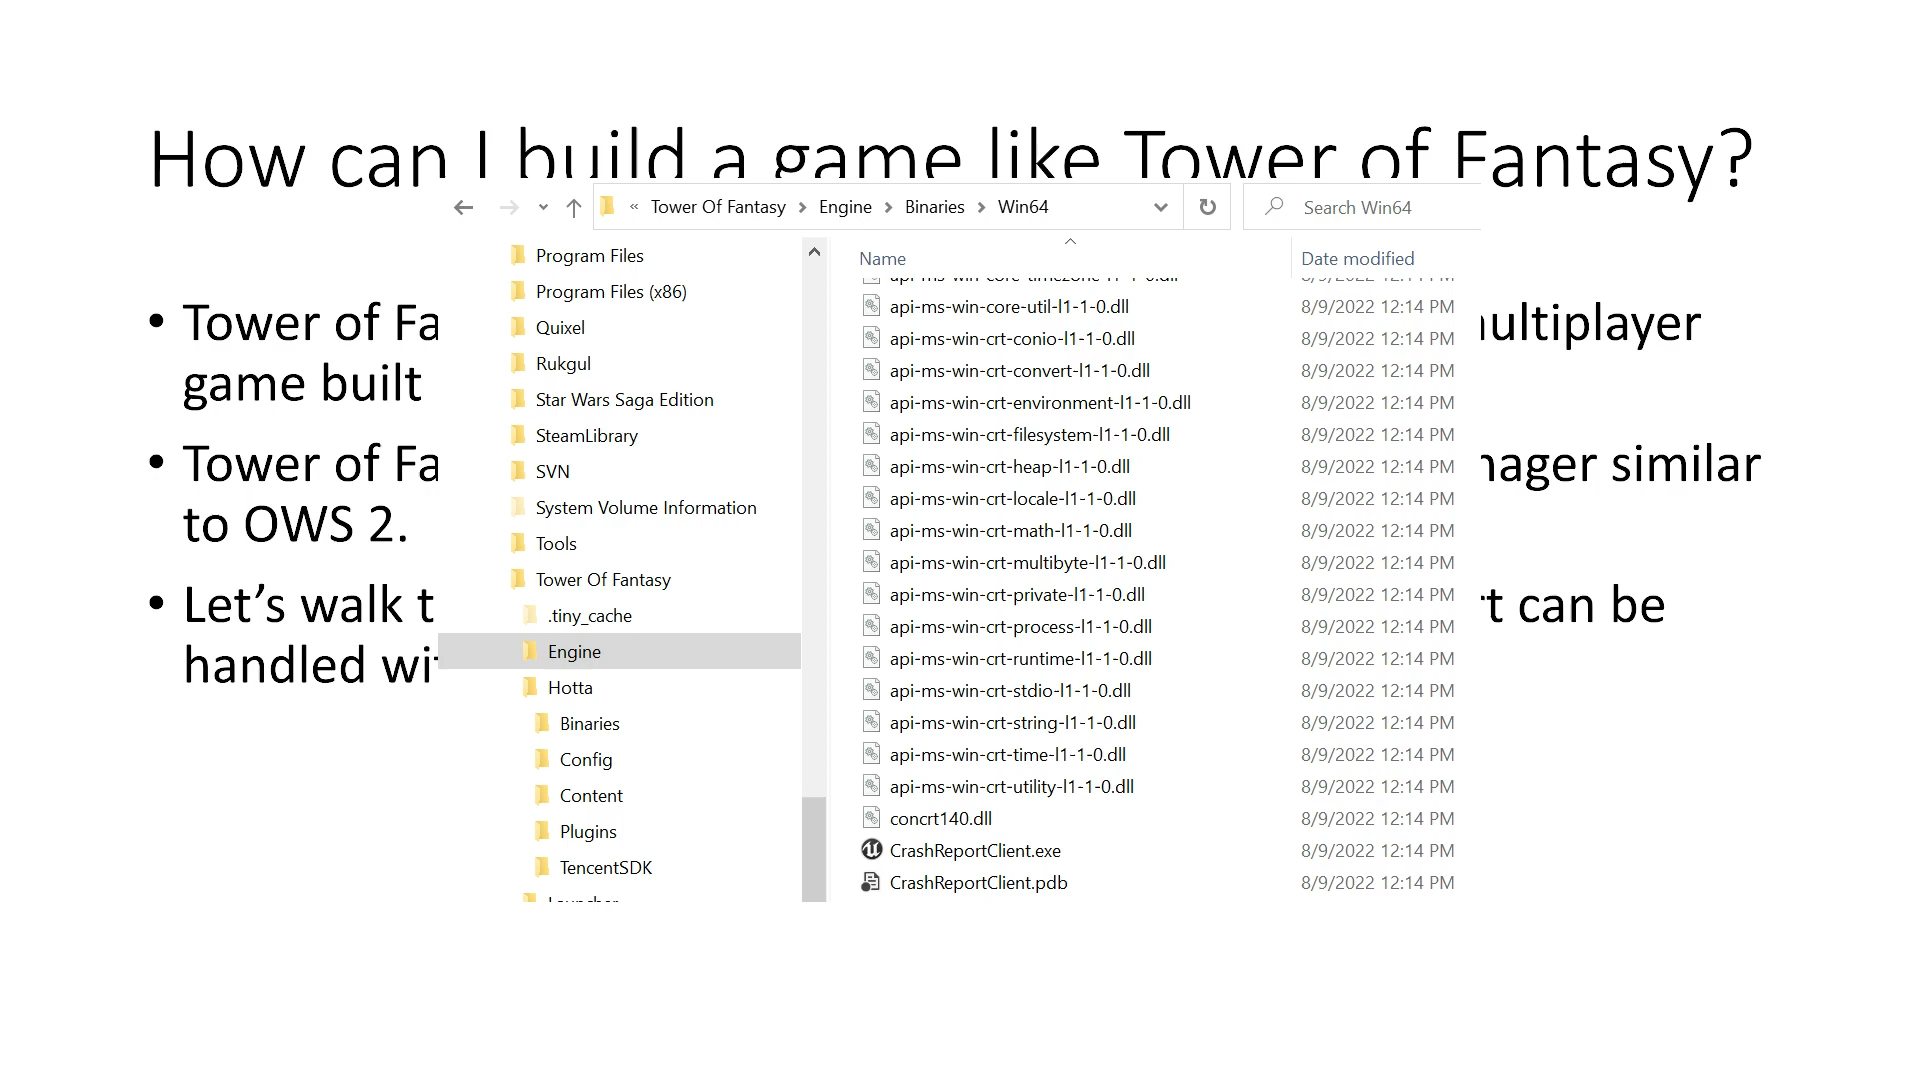 How can I build a game like Tower of Fantasy?
« Tower Of Fantasy > Engine > Binaries > Win64
Search Win64
Program Files
Program Files (x86)
Quixel
Rukgul
Star Wars Saga Edition
SteamLibrary
SVN
System Volume Information
Tools
Tower Of Fantasy
.tiny_cache
Engine
Hotta
Binaries
Config
Content
Plugins
TencentSDK
Name
Date modified
api-ms-win-core-util-l1-1-0.dll 8/9/2022 12:14 PM
api-ms-win-crt-conio-l1-1-0.dll 8/9/2022 12:14 PM
api-ms-win-crt-convert-l1-1-0.dll 8/9/2022 12:14 PM
api-ms-win-crt-environment-l1-1-0.dll 8/9/2022 12:14 PM
api-ms-win-crt-filesystem-l1-1-0.dll 8/9/2022 12:14 PM
api-ms-win-crt-heap-l1-1-0.dll 8/9/2022 12:14 PM
api-ms-win-crt-locale-l1-1-0.dll 8/9/2022 12:14 PM
api-ms-win-crt-math-l1-1-0.dll 8/9/2022 12:14 PM
api-ms-win-crt-multibyte-l1-1-0.dll 8/9/2022 12:14 PM
api-ms-win-crt-private-l1-1-0.dll 8/9/2022 12:14 PM
api-ms-win-crt-process-l1-1-0.dll 8/9/2022 12:14 PM
api-ms-win-crt-runtime-l1-1-0.dll 8/9/2022 12:14 PM
api-ms-win-crt-stdio-l1-1-0.dll 8/9/2022 12:14 PM
api-ms-win-crt-string-l1-1-0.dll 8/9/2022 12:14 PM
api-ms-win-crt-time-l1-1-0.dll 8/9/2022 12:14 PM
api-ms-win-crt-utility-l1-1-0.dll 8/9/2022 12:14 PM
concrt140.dll 8/9/2022 12:14 PM
CrashReportClient.exe 8/9/2022 12:14 PM
CrashReportClient.pdb 8/9/2022 12:14 PM
• Tower of
game built
• Tower of
similar
to OWS 2.
• Let’s walk
can be
handled